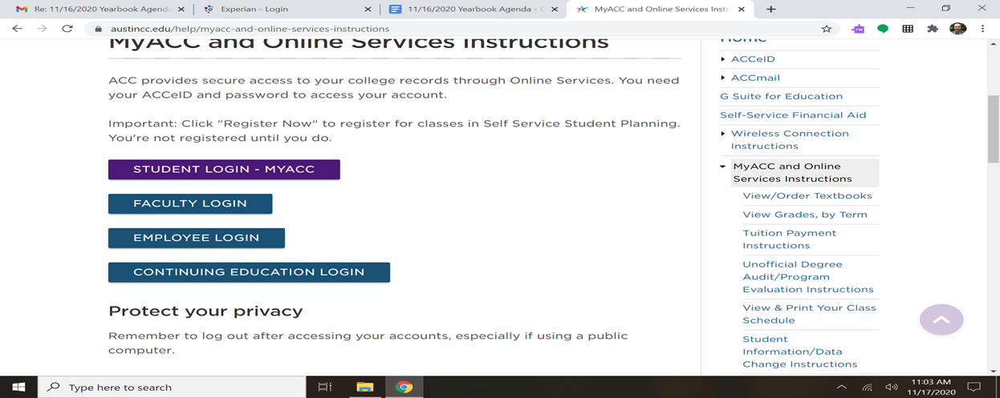 Re: 11/16/2020 Yearbook Agenda
Experian - Login
11/16/2020 Yearbook Agenda -
MyACC and Online Services Instr
austincc.edu/help/myacc-and-online-services-instructions
rw
MyACC and Online Services Instructions
ACC provides secure access to your college records through Online Services. You need
your ACCeID and password to access your account.
Important: Click "Register Now" to register for classes in Self Service Student Planning.
You're not registered until you do.
STUDENT LOGIN - MYACC
FACULTY LOGIN
EMPLOYEE LOGIN
CONTINUING EDUCATION LOGIN
Protect your privacy
Remember to log out after accessing your accounts, especially if using a public
computer.
Home
ACCeID
ACCmail
G Suite for Education
Self-Service Financial Aid
Wireless Connection
Instructions
MyACC and Online
Services Instructions
View/Order Textbooks
View Grades, by Term
Tuition Payment
Instructions
Unofficial Degree
Audit/Program
Evaluation Instructions
View & Print Your Class
Schedule
Student
Information/Data
Change Instructions
Type here to search
11:03 AM
11/17/2020